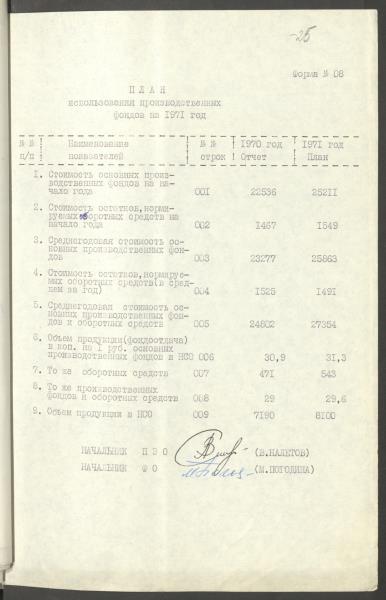 25
Форма № 08
ПЛАН
использования производственных
фондов на 1971 год
№ № ! Наименование ! № № ! 1970 год ! 1971 год
п/п ! показателей ! строк ! Отчет ! План
1. Стоимость основных произ-
водственных фондов на на-
чало года 001 22536 25211
2. Стоимость остатков, норми-
руемых оборотных средств на
начало года 002 1467 1549
3. Среднегодовая стоимость ос-
новных производственных фон-
дов 003 23277 25863
4. Стоимость остатков, нормируе-
мых оборотных средств(в сред-
нем за год) 004 1525 1491
5. Среднегодовая стоимость ос-
новных производственных фон-
дов и оборотных средств 005 24802 27354
6. Объем продукции(фондоотдача)
в коп. на 1 руб. основных
производственных фондов в НСО 006 30,9 31,3
7. То же оборотных средств 007 471 543
8. То же производственных
фондов и оборотных средств 008 29 29,6
9. Объем продукции в НСО 009 7190 8100
НАЧАЛЬНИК П Э О (В.НАЛЕТОВ)
НАЧАЛЬНИК Ф О (М.ПОГОДИНА)